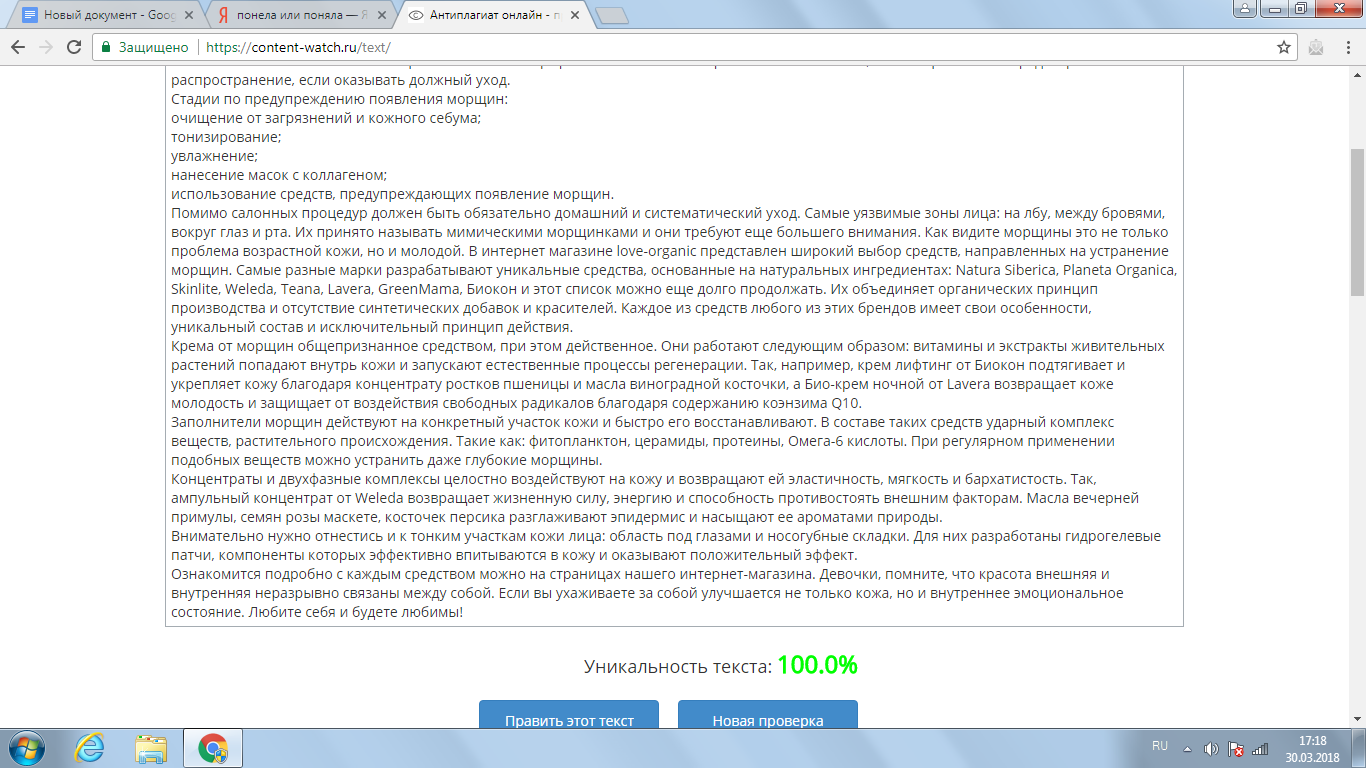 Новый документ - Goog
понела или поняла — Я
Антиплагиат онлайн - п
Защищено
https://content-watch.ru/text/
распространение, если оказывать должный уход.
Стадии по предупреждению появления морщин:
очищение от загрязнений и кожного себума;
тонизирование;
увлажнение;
нанесение масок с коллагеном;
использование средств, предупреждающих появление морщин.
Помимо салонных процедур должен быть обязательно домашний и систематический уход. Самые уязвимые зоны лица: на лбу, между бровями,
вокруг глаз и рта. Их принято называть мимическими морщинками и они требуют еще большего внимания. Как видите морщины это не только
проблема возрастной кожи, но и молодой. В интернет магазине love-organic представлен широкий выбор средств, направленных на устранение
морщин. Самые разные марки разрабатывают уникальные средства, основанные на натуральных ингредиентах: Natura Siberica, Planeta Organica,
Skinlite, Weleda, Teana, Lavera, GreenMama, Биокон и этот список можно еще долго продолжать. Их объединяет органических принцип
производства и отсутствие синтетических добавок и красителей. Каждое из средств любого из этих брендов имеет свои особенности,
уникальный состав и исключительный принцип действия.
Крема от морщин общепризнанное средством, при этом действенное. Они работают следующим образом: витамины и экстракты живительных
растений попадают внутрь кожи и запускают естественные процессы регенерации. Так, например, крем лифтинг от Биокон подтягивает и
укрепляет кожу благодаря концентрату ростков пшеницы и масла виноградной косточки, а Био-крем ночной от Lavera возвращает коже
молодость и защищает от воздействия свободных радикалов благодаря содержанию коэнзима Q10.
Заполнители морщин действуют на конкретный участок кожи и быстро его восстанавливают. В составе таких средств ударный комплекс
веществ, растительного происхождения. Такие как: фитопланктон, церамиды, протеины, Омега-6 кислоты. При регулярном применении
подобных веществ можно устранить даже глубокие морщины.
Концентраты и двухфазные комплексы целостно воздействуют на кожу и возвращают ей эластичность, мягкость и бархатистость. Так,
ампульный концентрат от Weleda возвращает жизненную силу, энергию и способность противостоять внешним факторам. Масла вечерней
примулы, семян розы маскете, косточек персика разглаживают эпидермис и насыщают ее ароматами природы.
Внимательно нужно отнестись и к тонким участкам кожи лица: область под глазами и носогубные складки. Для них разработаны гидрогелевые
патчи, компоненты которых эффективно впитываются в кожу и оказывают положительный эффект.
Ознакомится подробно с каждым средством можно на страницах нашего интернет-магазина. Девочки, помните, что красота внешняя и
внутренняя неразрывно связаны между собой. Если вы ухаживаете за собой улучшается не только кожа, но и внутреннее эмоциональное
состояние. Любите себя и будете любимы!
Уникальность текста: 100.0%
Править этот текст
Новая проверка
RU
17:18
30.03.2018